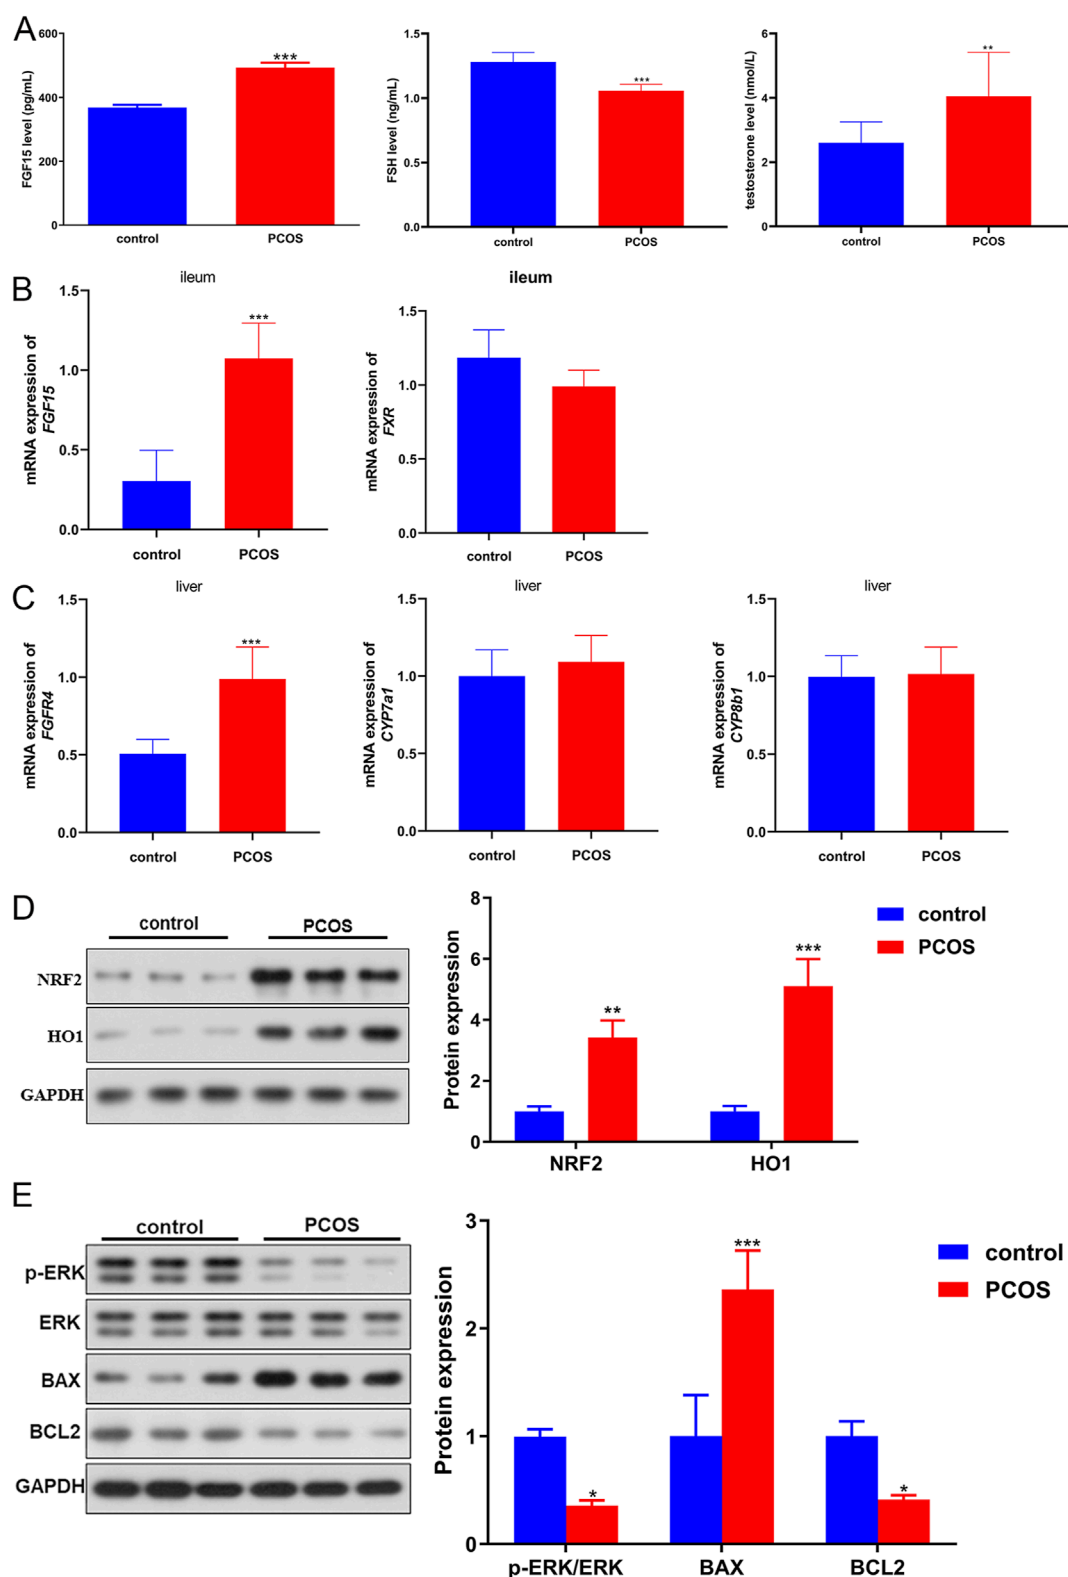 A
FGF15 level (pg/mL)
600
400
200
0
***
control
PCOS
FSH level (ng/mL)
1.5
1.0
0.5
0.0
***
control
PCOS
testosterone level (nmol/L)
6
4
2
0
**
control
PCOS
B
ileum
mRNA expression of
FGF15
1.5
1.0
0.5
0.0
***
control
PCOS
ileum
mRNA expression of
FXR
1.5
1.0
0.5
0.0
control
PCOS
C
liver
mRNA expression of
FGFR4
1.5
1.0
0.5
0.0
***
control
PCOS
liver
mRNA expression of
CYP7a1
1.5
1.0
0.5
0.0
control
PCOS
liver
mRNA expression of
CYP8b1
1.5
1.0
0.5
0.0
control
PCOS
D
control
PCOS
NRF2
HO1
GAPDH
Protein expression
8
6
4
2
0
**
***
NRF2
HO1
control
PCOS
E
control
PCOS
p-ERK
ERK
BAX
BCL2
GAPDH
Protein expression
3
2
1
0
*
***
*
p-ERK/ERK
BAX
BCL2
control
PCOS